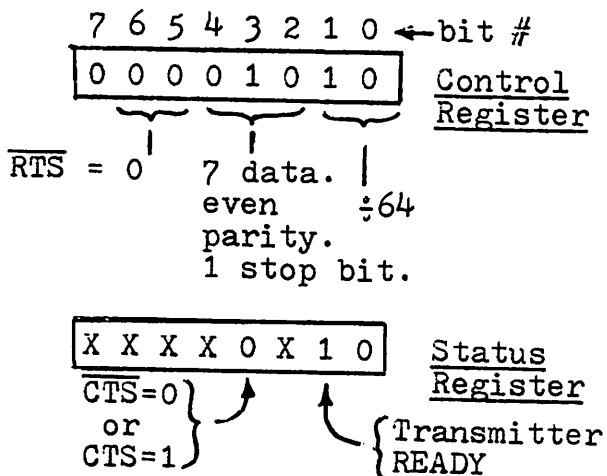 7 6 5 4 3 2 1 0 ← bit #
0 0 0 0 1 0 1 0 Control
Register
R̅T̅S̅ = 0 7 data. ÷64
even
parity.
1 stop bit.
X X X X 0 X 1 0 Status
Register
C̅T̅S̅=0
or
CTS=1
Transmitter
READY